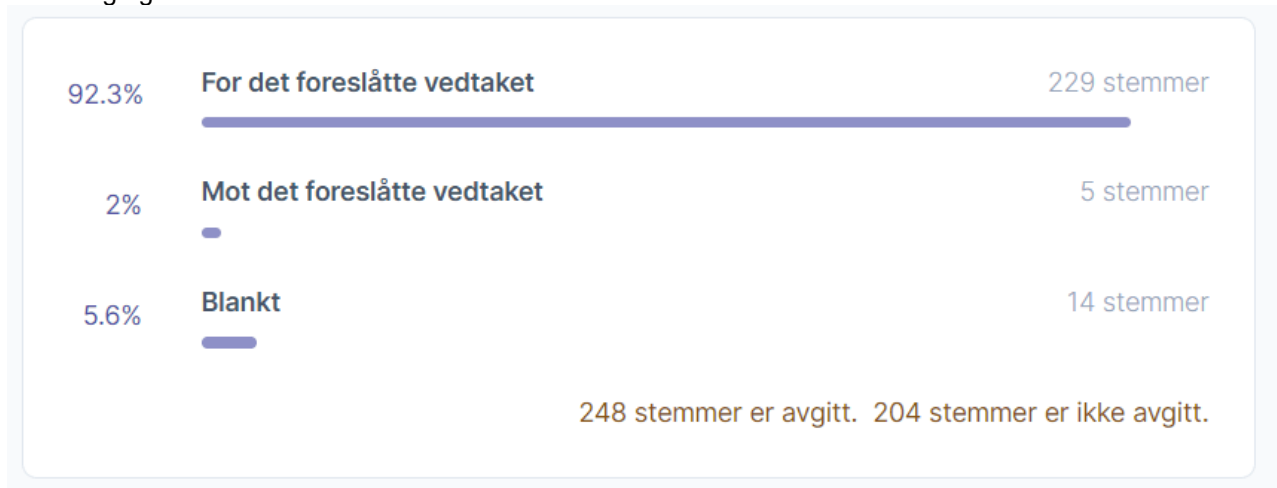 92.3% For det foreslåtte vedtaket 229 stemmer
2% Mot det foreslåtte vedtaket 5 stemmer
5.6% Blankt 14 stemmer
248 stemmer er avgitt. 204 stemmer er ikke avgitt.